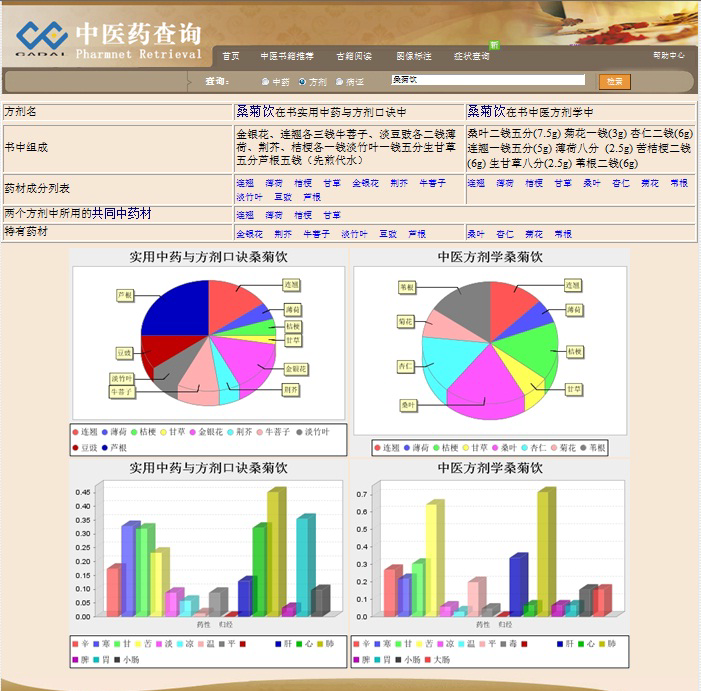 中医药查询
Pharmnet Retrieval
首页 中医书籍推荐 古籍阅读 图像标注 症状查询 新 帮助中心
查询: 中药 方剂 病证 桑菊饮 检索
方剂名 桑菊饮在书实用中药与方剂口诀中 桑菊饮在书中医方剂学中
书中组成
金银花、连翘各三钱牛蒡子、淡豆豉各二钱薄
荷、荆芥、桔梗各一钱淡竹叶一钱五分生甘草
五分芦根五钱（先煎代水）
桑叶二钱五分(7.5g) 菊花一钱(3g) 杏仁二钱(6g)
连翘一钱五分(5g) 薄荷八分 (2.5g) 苦桔梗二钱
(6g) 生甘草八分(2.5g) 苇根二钱(6g)
药材成分列表
连翘 薄荷 桔梗 甘草 金银花 荆芥 牛蒡子
淡竹叶 豆豉 芦根
连翘 薄荷 桔梗 甘草 桑叶 杏仁 菊花 苇根
两个方剂中所用的共同中药材 连翘 薄荷 桔梗 甘草
特有药材 金银花 荆芥 牛蒡子 淡竹叶 豆豉 芦根 桑叶 杏仁 菊花 苇根
实用中药与方剂口诀桑菊饮
连翘
薄荷
桔梗
甘草
金银花
荆芥
牛蒡子
淡竹叶
豆豉
芦根
连翘 薄荷 桔梗 甘草 金银花 荆芥 牛蒡子 淡竹叶
豆豉 芦根
中医方剂学桑菊饮
连翘
薄荷
桔梗
甘草
桑叶
杏仁
菊花
苇根
连翘 薄荷 桔梗 甘草 桑叶 杏仁 菊花 苇根
实用中药与方剂口诀桑菊饮
0.45
0.40
0.35
0.30
0.25
0.20
0.15
0.10
0.05
0.00
药性 归经
辛 寒 甘 苦 淡 凉 温 平 肝 心 肺
脾 胃 小肠
中医方剂学桑菊饮
0.7
0.6
0.5
0.4
0.3
0.2
0.1
0.0
药性 归经
辛 寒 甘 苦 淡 凉 温 平 毒 肝 心 肺
脾 胃 小肠 大肠